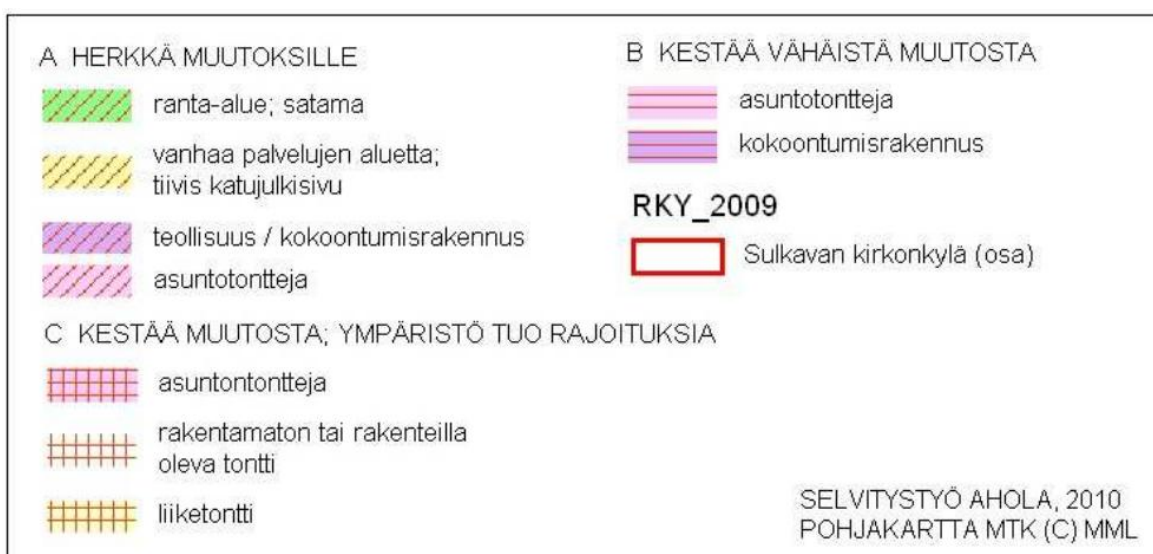 A HERKKÄ MUUTOKSILLE
ranta-alue; satama
vanhaa palvelujen aluetta;
tiivis katujulkisivu
teollisuus / kokoontumisrakennus
asuntotontteja
B KESTÄÄ VÄHÄISTÄ MUUTOSTA
asuntotontteja
kokoontumisrakennus
RKY_2009
Sulkavan kirkonkylä (osa)
C KESTÄÄ MUUTOSTA; YMPÄRISTÖ TUO RAJOITUKSIA
asuntontontteja
rakentamaton tai rakenteilla
oleva tontti
liiketontti
SELVITYSTYÖ AHOLA, 2010
POHJAKARTTA MTK (C) MML